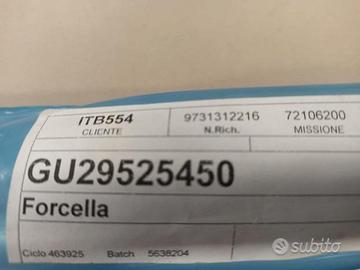 ITB554 9731312216 72106200
CLIENTE N.Rich. MISSIONE
GU29525450
Forcella
Ciclo 463925 Batch 5638204
subito